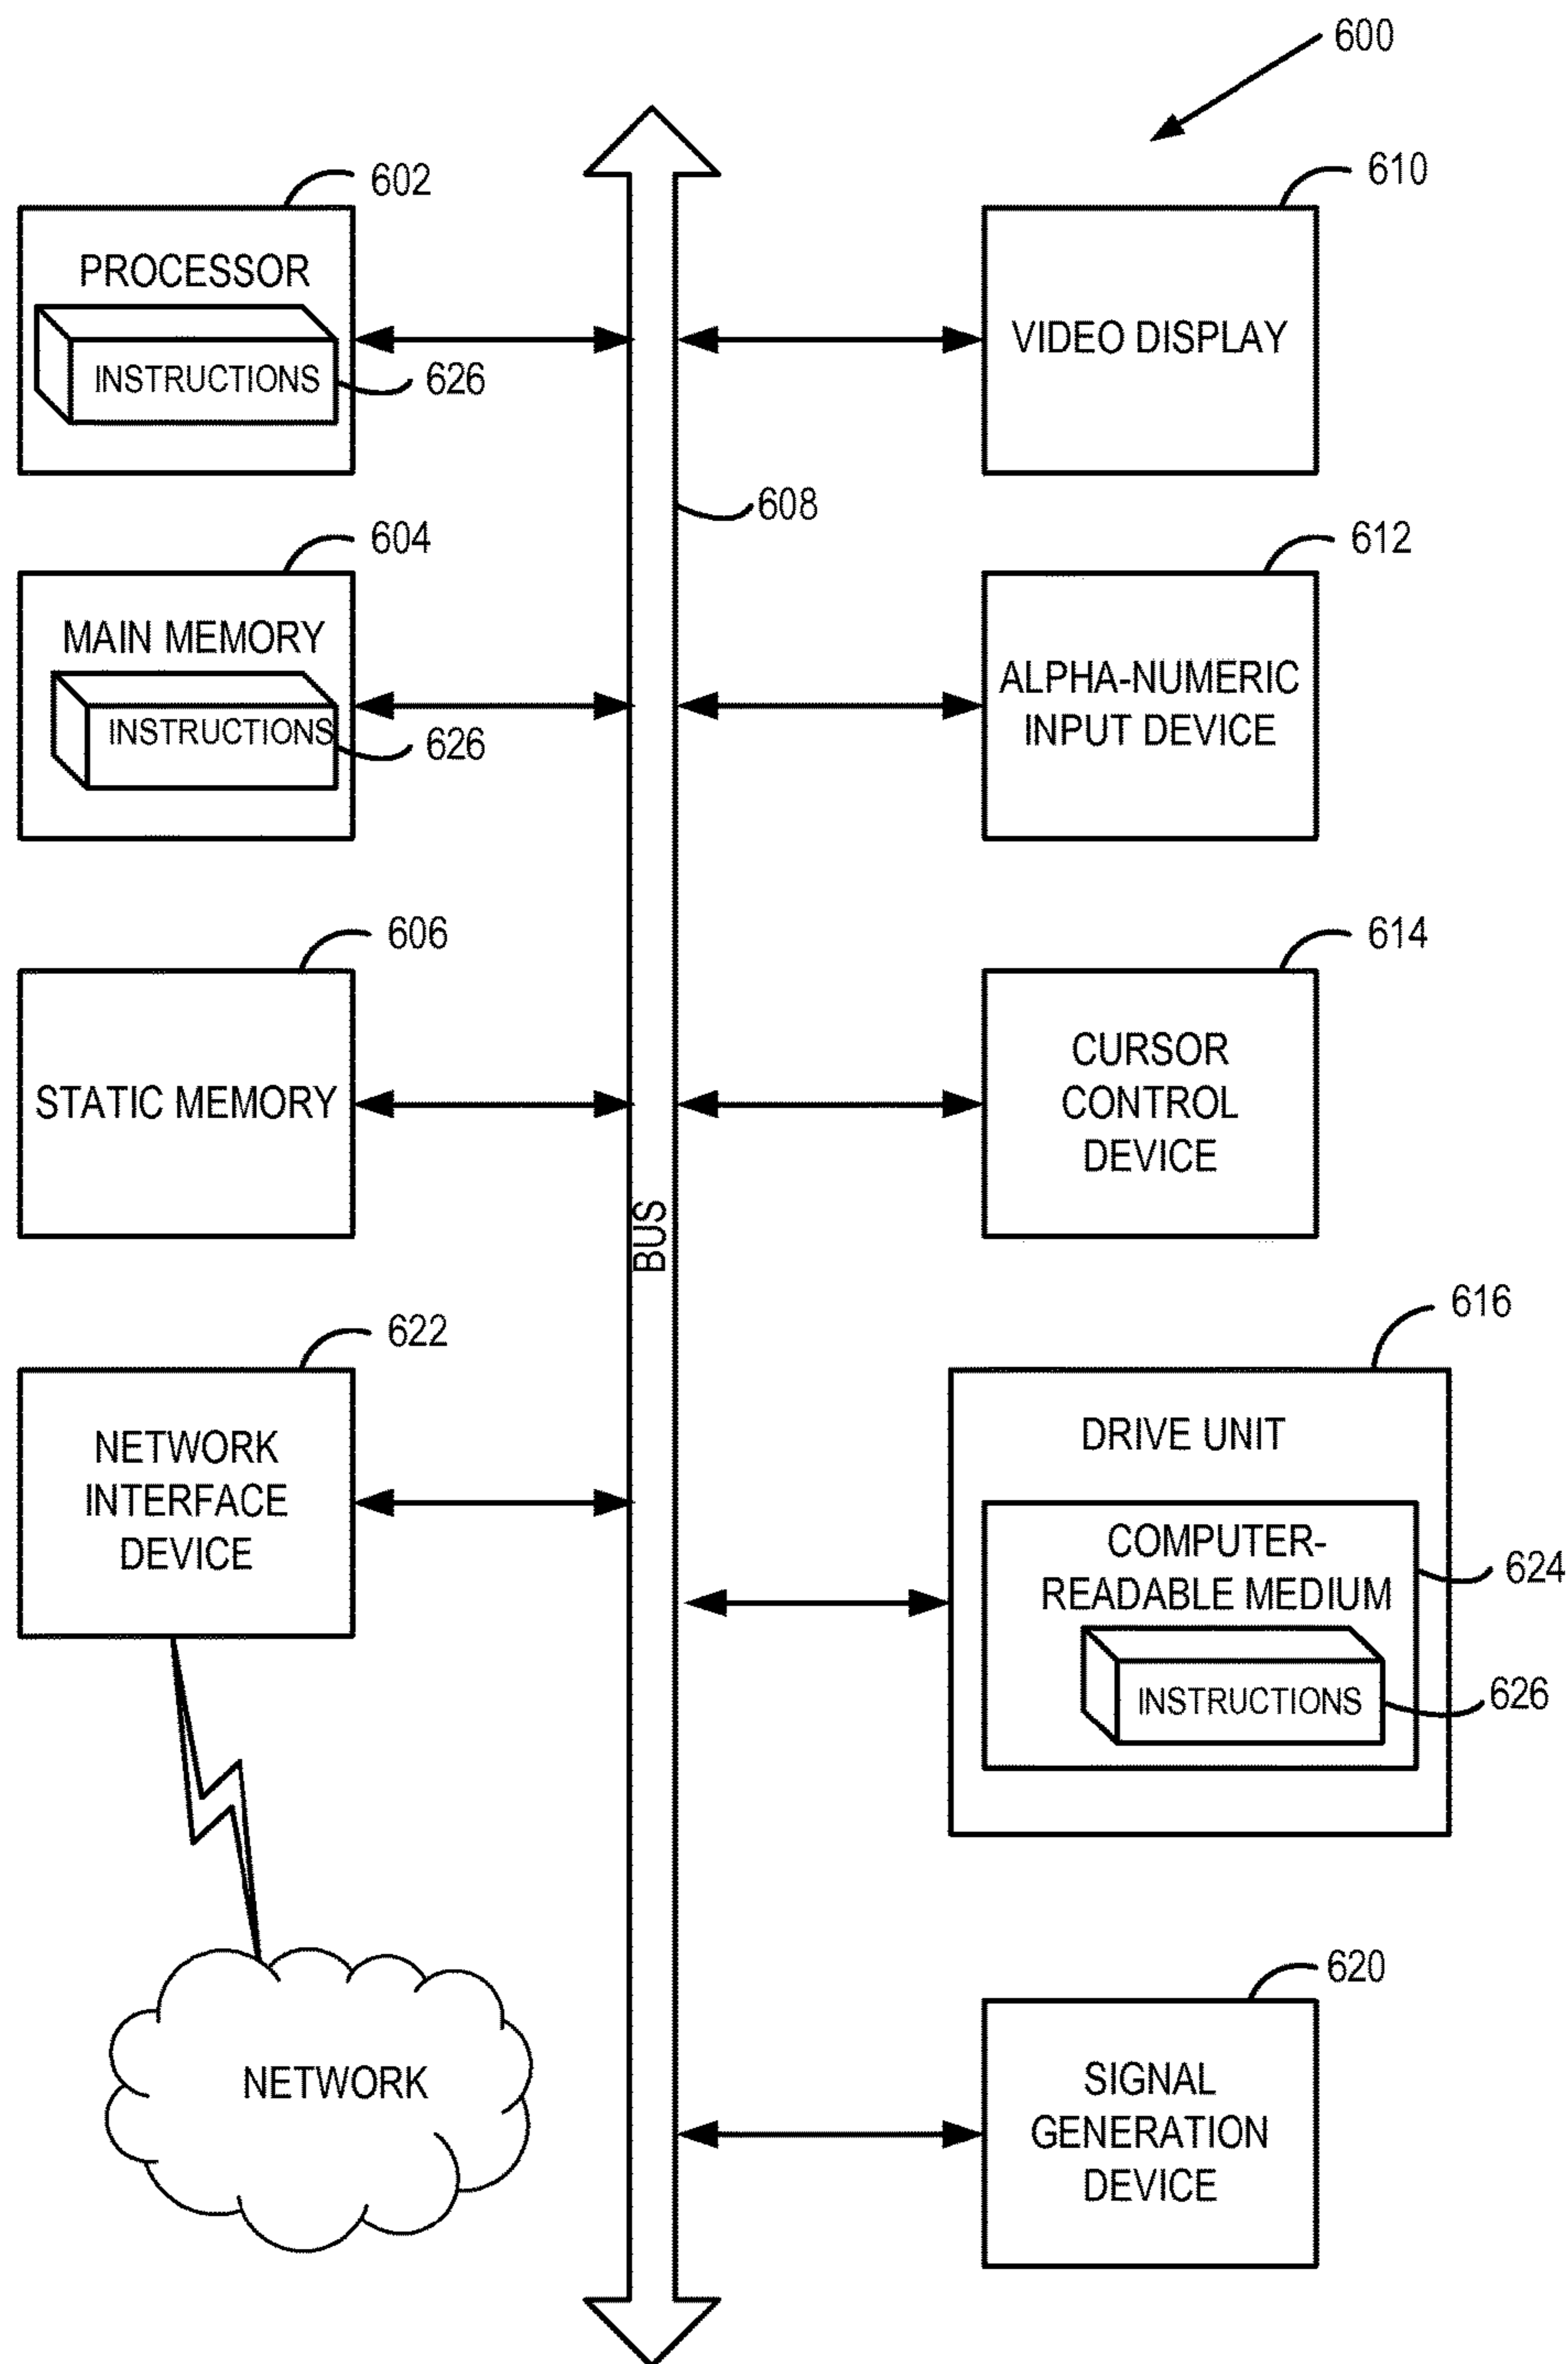 600
602
PROCESSOR
INSTRUCTIONS
626
610
VIDEO DISPLAY
608
604
MAIN MEMORY
INSTRUCTIONS
626
612
ALPHA-NUMERIC
INPUT DEVICE
606
STATIC MEMORY
614
CURSOR
CONTROL
DEVICE
BUS
622
NETWORK
INTERFACE
DEVICE
616
DRIVE UNIT
COMPUTER-
READABLE MEDIUM
624
INSTRUCTIONS
626
NETWORK
620
SIGNAL
GENERATION
DEVICE